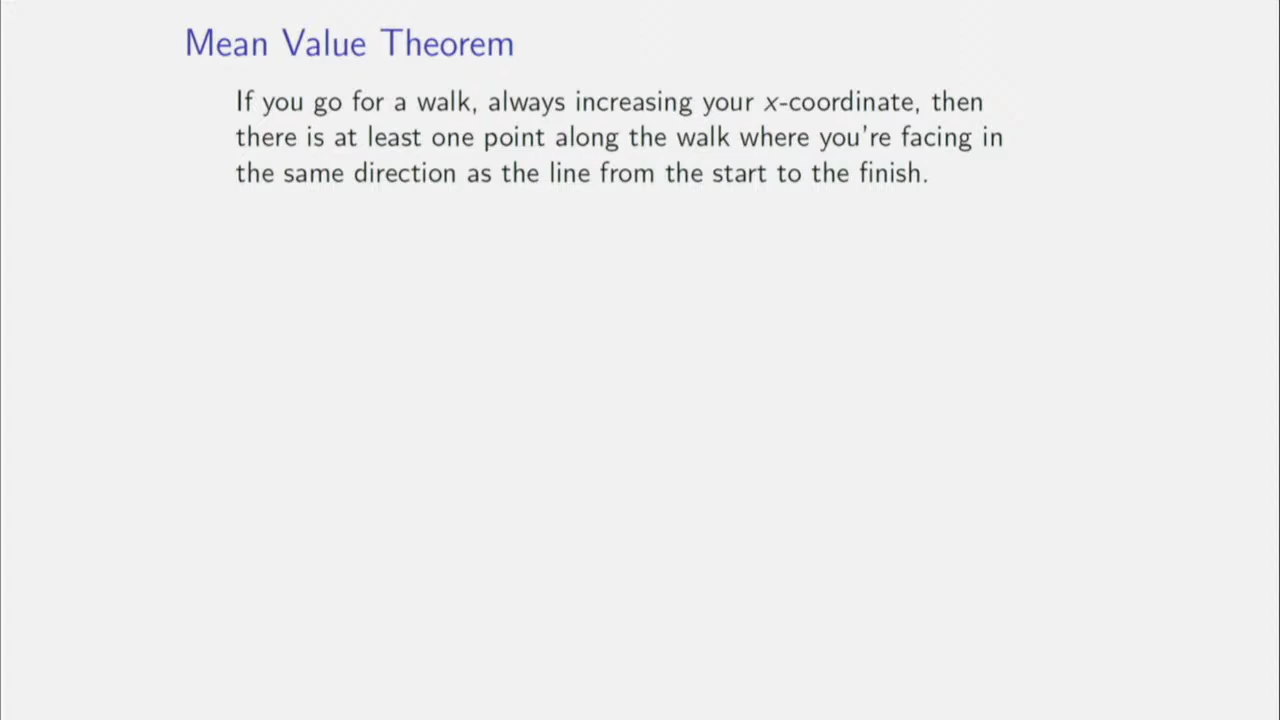 Mean Value Theorem
If you go for a walk, always increasing your x-coordinate, then
there is at least one point along the walk where you're facing in
the same direction as the line from the start to the finish.